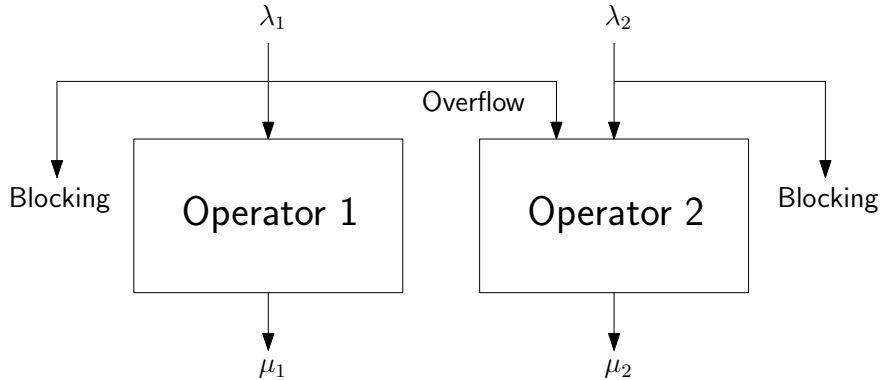 λ₁ λ₂
Overflow
Blocking Blocking
Operator 1 Operator 2
μ₁ μ₂